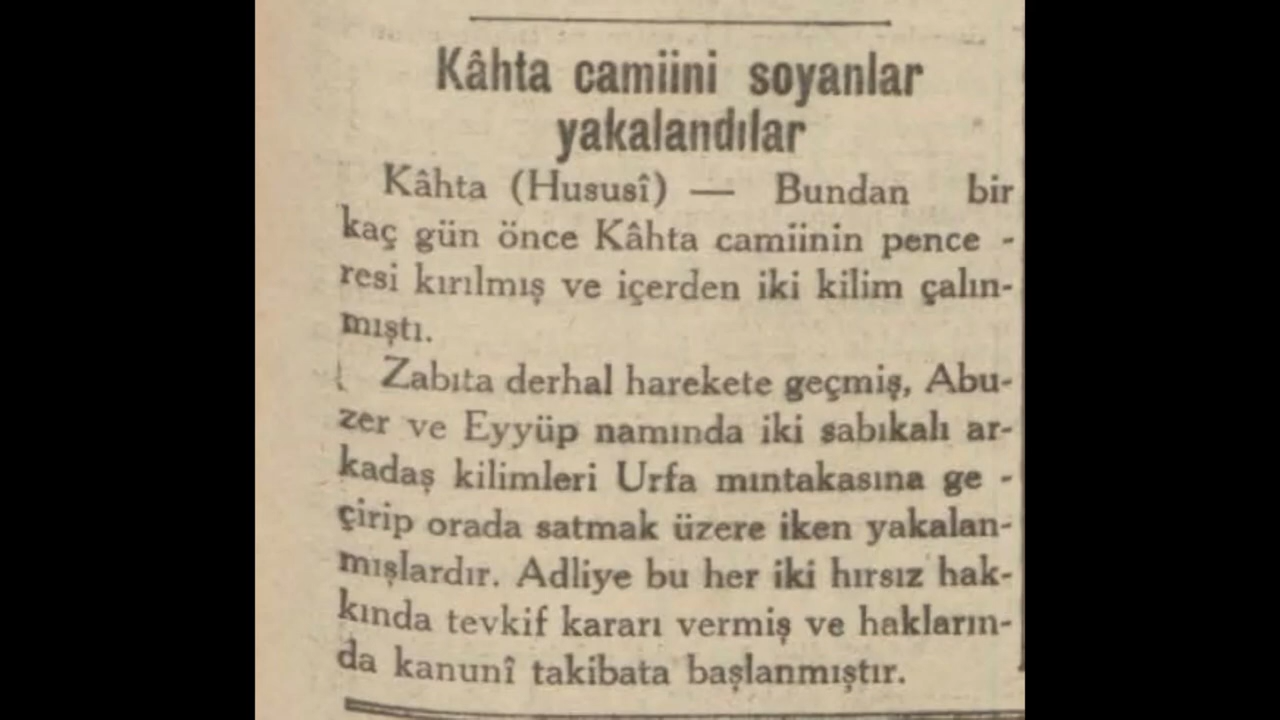 Kâhta camiini soyanlar
yakalandılar
Kâhta (Hususî) — Bundan bir
kaç gün önce Kâhta camiinin pence -
resi kırılmış ve içerden iki kilim çalın-
mıştı.
Zabıta derhal harekete geçmiş, Abu-
zer ve Eyyüp namında iki sabıkalı ar-
kadaş kilimleri Urfa mıntakasına ge -
çirip orada satmak üzere iken yakalan-
mışlardır. Adliye bu her iki hırsız hak-
kında tevkif kararı vermiş ve hakların-
da kanunî takibata başlanmıştır.